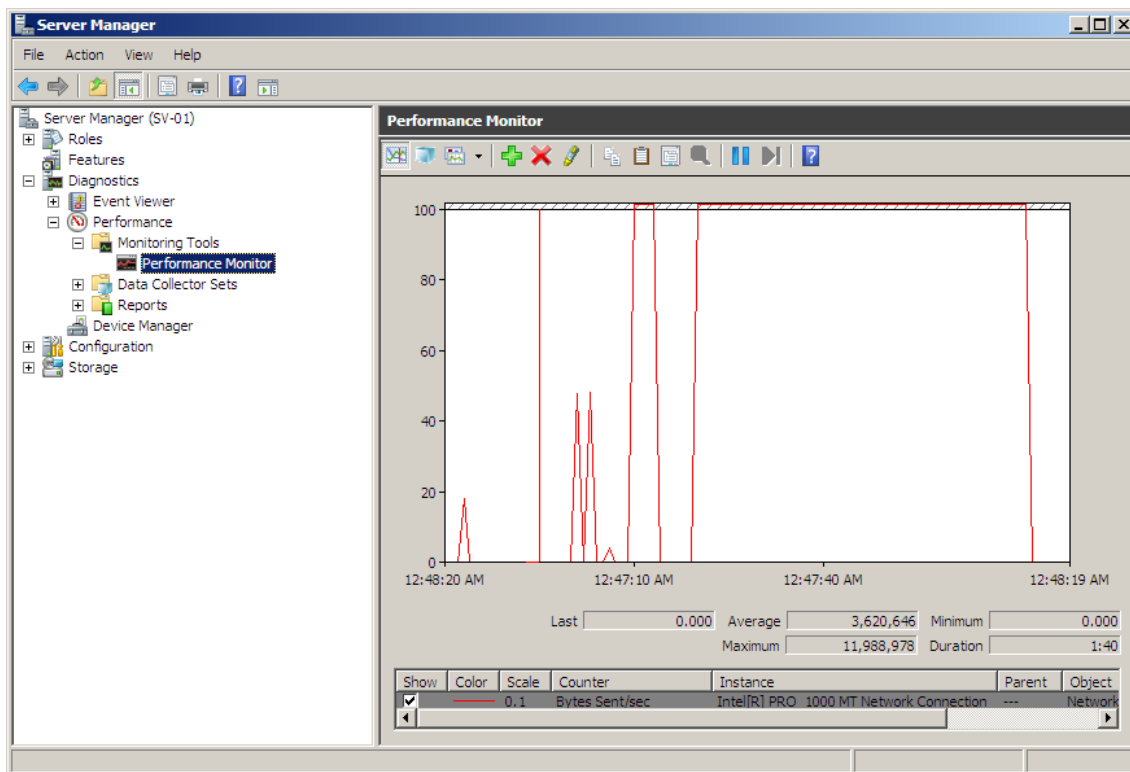 Server Manager
File Action View Help
Server Manager (SV-01)
Roles
Features
Diagnostics
Event Viewer
Performance
Monitoring Tools
Performance Monitor
Data Collector Sets
Reports
Device Manager
Configuration
Storage
Performance Monitor
100
80
60
40
20
0
12:48:20 AM 12:47:10 AM 12:47:40 AM 12:48:19 AM
Last 0.000 Average 3,620,646 Minimum 0.000
Maximum 11,988,978 Duration 1:40
Show Color Scale Counter Instance Parent Object
0.1 Bytes Sent/sec Intel[R] PRO_1000 MT Network Connection --- Network